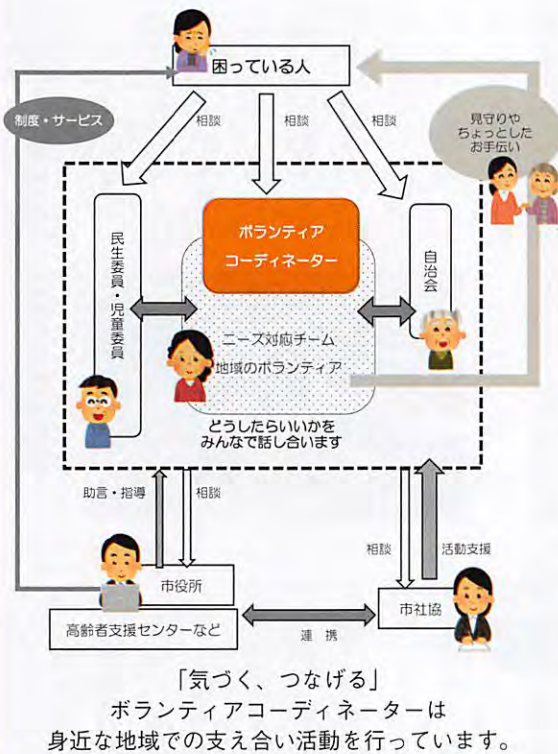 困っている人
制度・サービス
相談
相談
相談
見守りや
ちょっとした
お手伝い
民生委員・児童委員
ボランティア
コーディネーター
自治会
ニーズ対応チーム
地域のボランティア
どうしたらいいかを
みんなで話し合います
助言・指導
相談
相談
活動支援
市役所
高齢者支援センターなど
連携
市社協
「気づく、つなげる」
ボランティアコーディネーターは
身近な地域での支え合い活動を行っています。